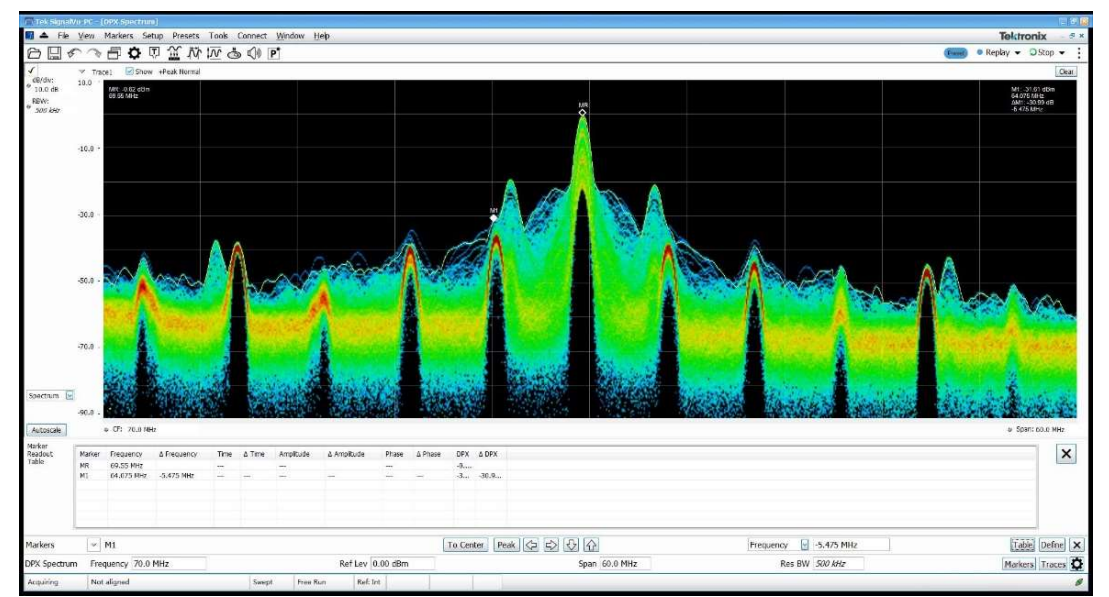 Tek SignalVu-PC - [DPX Spectrum]
File View Markers Setup Presets Tools Connect Window Help
Tektronix
Replay Stop
Trace: Show +Peak Normal
Clear
dB/div:
10.0 dB
RBW:
500 kHz
10.0
MR: -0.62 dBm
69.55 MHz
M1: -31.61 dBm
64.075 MHz
ΔM1: -30.99 dB
-5.475 MHz
MR
-10.0
-30.0
M1
-50.0
-70.0
Spectrum
-90.0
Autoscale
CF: 70.0 MHz
Span: 60.0 MHz
Marker
Readout
Table
Marker Frequency Δ Frequency Time Δ Time Amplitude Δ Amplitude Phase Δ Phase DPX Δ DPX
MR 69.55 MHz --- --- --- -0....
M1 64.075 MHz -5.475 MHz --- --- --- --- --- --- -3... -30.9...
Markers M1 To Center Peak Frequency -5.475 MHz Table Define X
DPX Spectrum Frequency 70.0 MHz Ref Lev 0.00 dBm Span 60.0 MHz Res BW 500 kHz Markers Traces
Acquiring Not aligned Swept Free Run Ref: Int